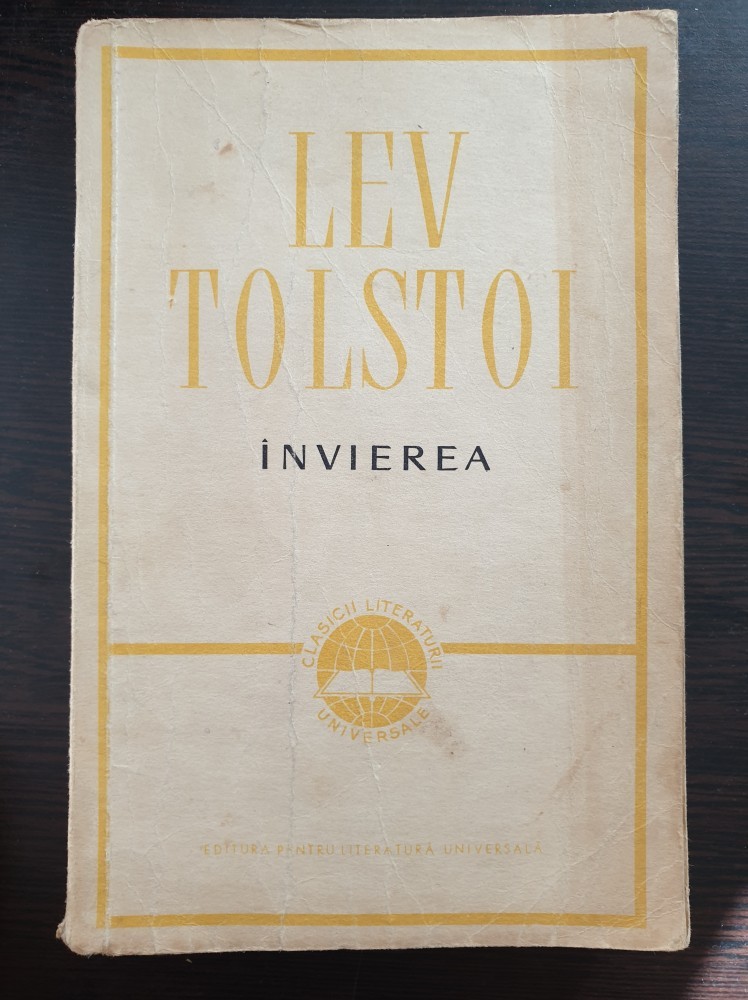 LEV
TOLSTOI
ÎNVIEREA
CLASICII LITERATURII
UNIVERSALE
EDITURA PENTRU LITERATURĂ UNIVERSALĂ